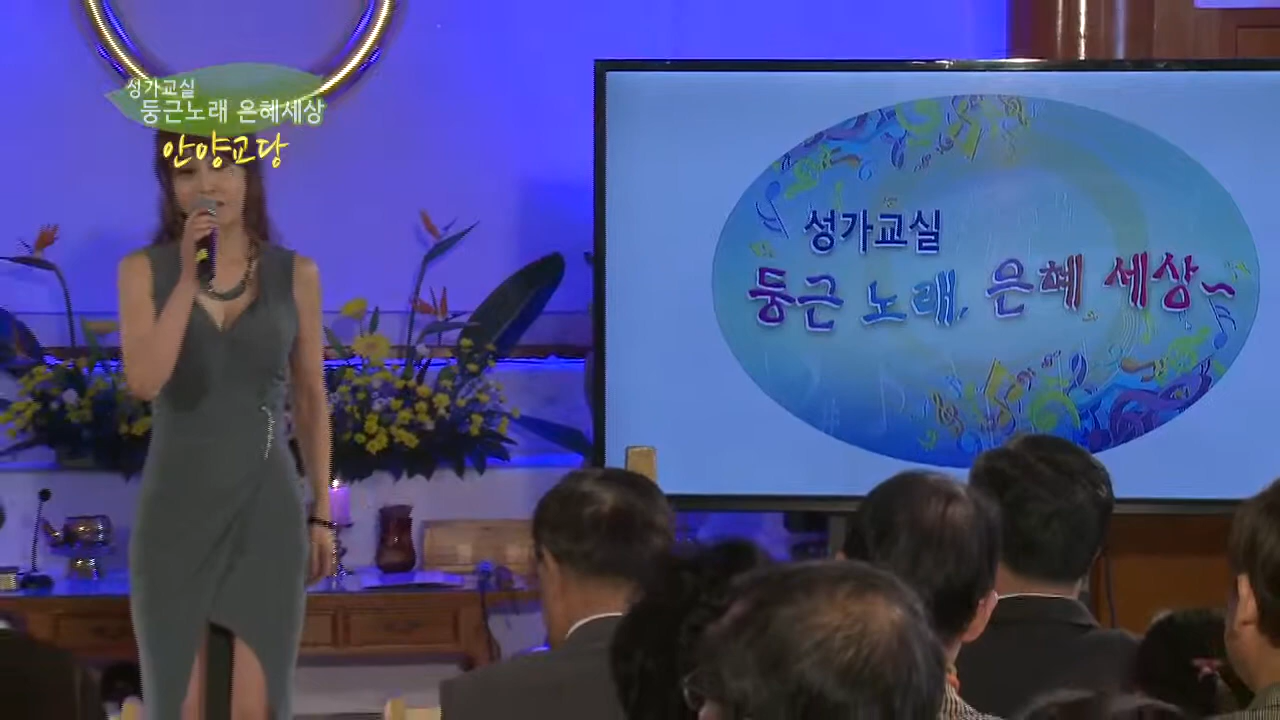 성가교실
둥근노래 은혜세상
안양교당
성가교실
둥근 노래, 은혜 세상~